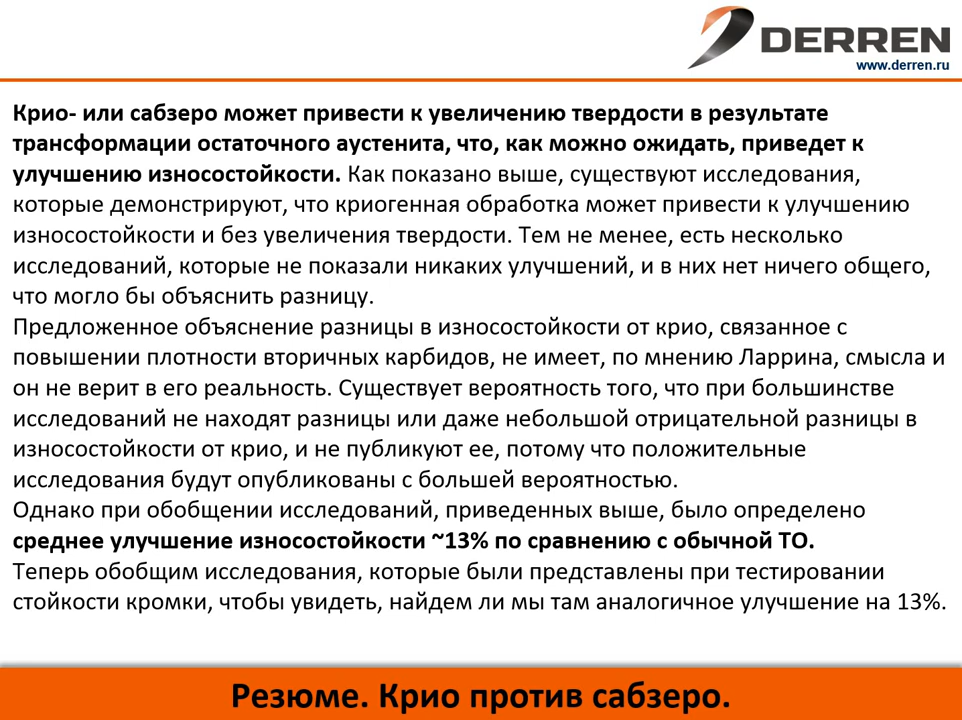 DERREN
www.derren.ru
Крио- или сабзеро может привести к увеличению твердости в результате
трансформации остаточного аустенита, что, как можно ожидать, приведет к
улучшению износостойкости. Как показано выше, существуют исследования,
которые демонстрируют, что криогенная обработка может привести к улучшению
износостойкости и без увеличения твердости. Тем не менее, есть несколько
исследований, которые не показали никаких улучшений, и в них нет ничего общего,
что могло бы объяснить разницу.
Предложенное объяснение разницы в износостойкости от крио, связанное с
повышении плотности вторичных карбидов, не имеет, по мнению Ларрина, смысла и
он не верит в его реальность. Существует вероятность того, что при большинстве
исследований не находят разницы или даже небольшой отрицательной разницы в
износостойкости от крио, и не публикуют ее, потому что положительные
исследования будут опубликованы с большей вероятностью.
Однако при обобщении исследований, приведенных выше, было определено
среднее улучшение износостойкости ~13% по сравнению с обычной ТО.
Теперь обобщим исследования, которые были представлены при тестировании
стойкости кромки, чтобы увидеть, найдем ли мы там аналогичное улучшение на 13%.
Резюме. Крио против сабзеро.